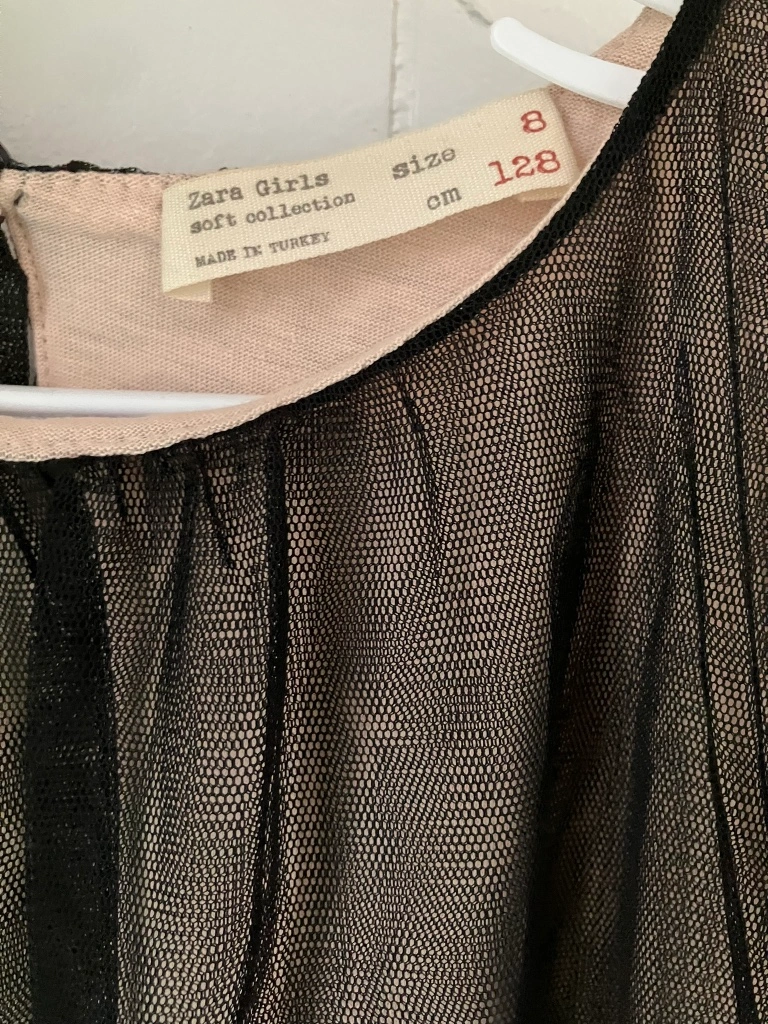 Zara Girls size 8
soft collection cm 128
MADE IN TURKEY